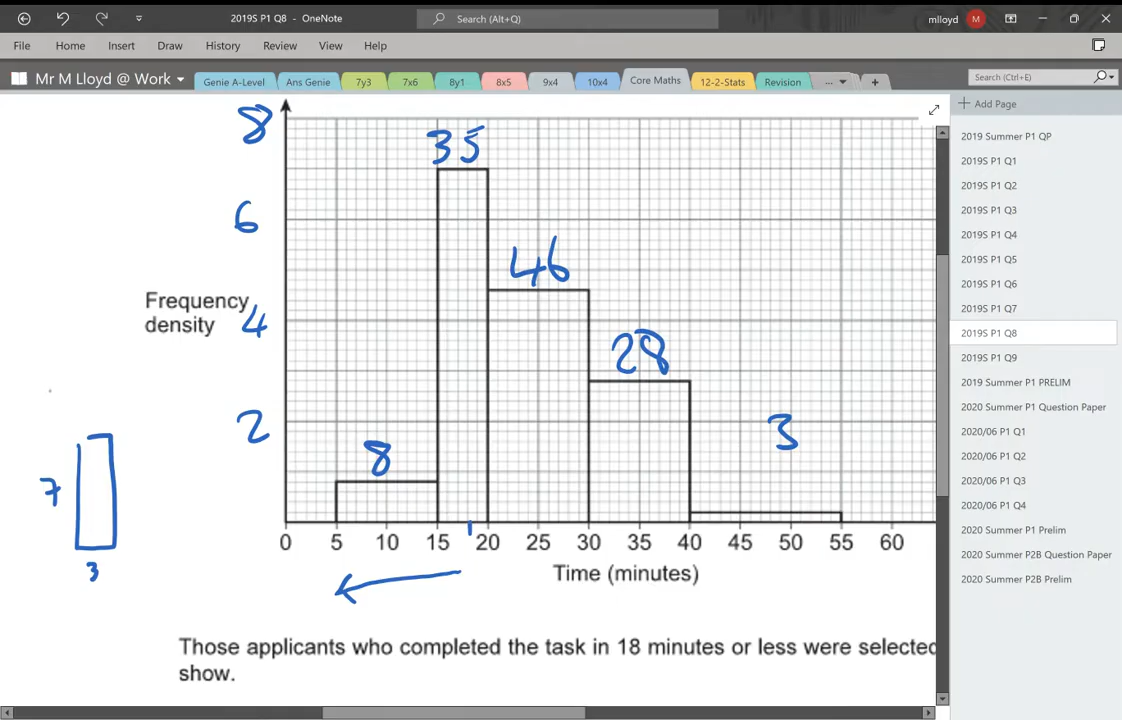 2019S P1 Q8 - OneNote
Search (Alt+Q)
mlloyd
M
File Home Insert Draw History Review View Help
Mr M Lloyd @ Work
Genie A-Level Ans Genie 7y3 7x6 8y1 8x5 9x4 10x4 Core Maths 12-2-Stats Revision ... +
Search (Ctrl+E)
Add Page
2019 Summer P1 QP
2019S P1 Q1
2019S P1 Q2
2019S P1 Q3
2019S P1 Q4
2019S P1 Q5
2019S P1 Q6
2019S P1 Q7
2019S P1 Q8
2019S P1 Q9
2019 Summer P1 PRELIM
2020 Summer P1 Question Paper
2020/06 P1 Q1
2020/06 P1 Q2
2020/06 P1 Q3
2020/06 P1 Q4
2020 Summer P1 Prelim
2020 Summer P2B Question Paper
2020 Summer P2B Prelim
8
35
6
46
Frequency
density
4
28
2
8
3
7
3
0 5 10 15 20 25 30 35 40 45 50 55 60
Time (minutes)
Those applicants who completed the task in 18 minutes or less were selected
show.